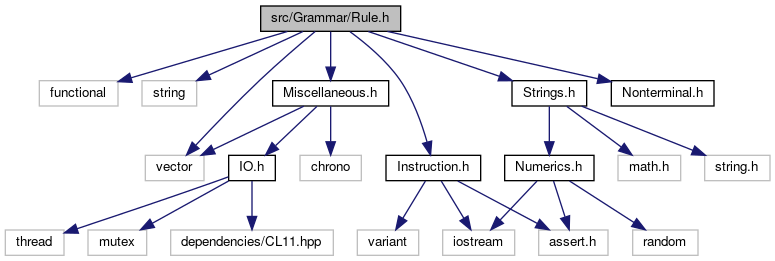 src/Grammar/Rule.h
functional
string
Miscellaneous.h
Strings.h
Nonterminal.h
vector
IO.h
chrono
Instruction.h
Numerics.h
math.h
string.h
thread
mutex
dependencies/CL11.hpp
variant
iostream
assert.h
random